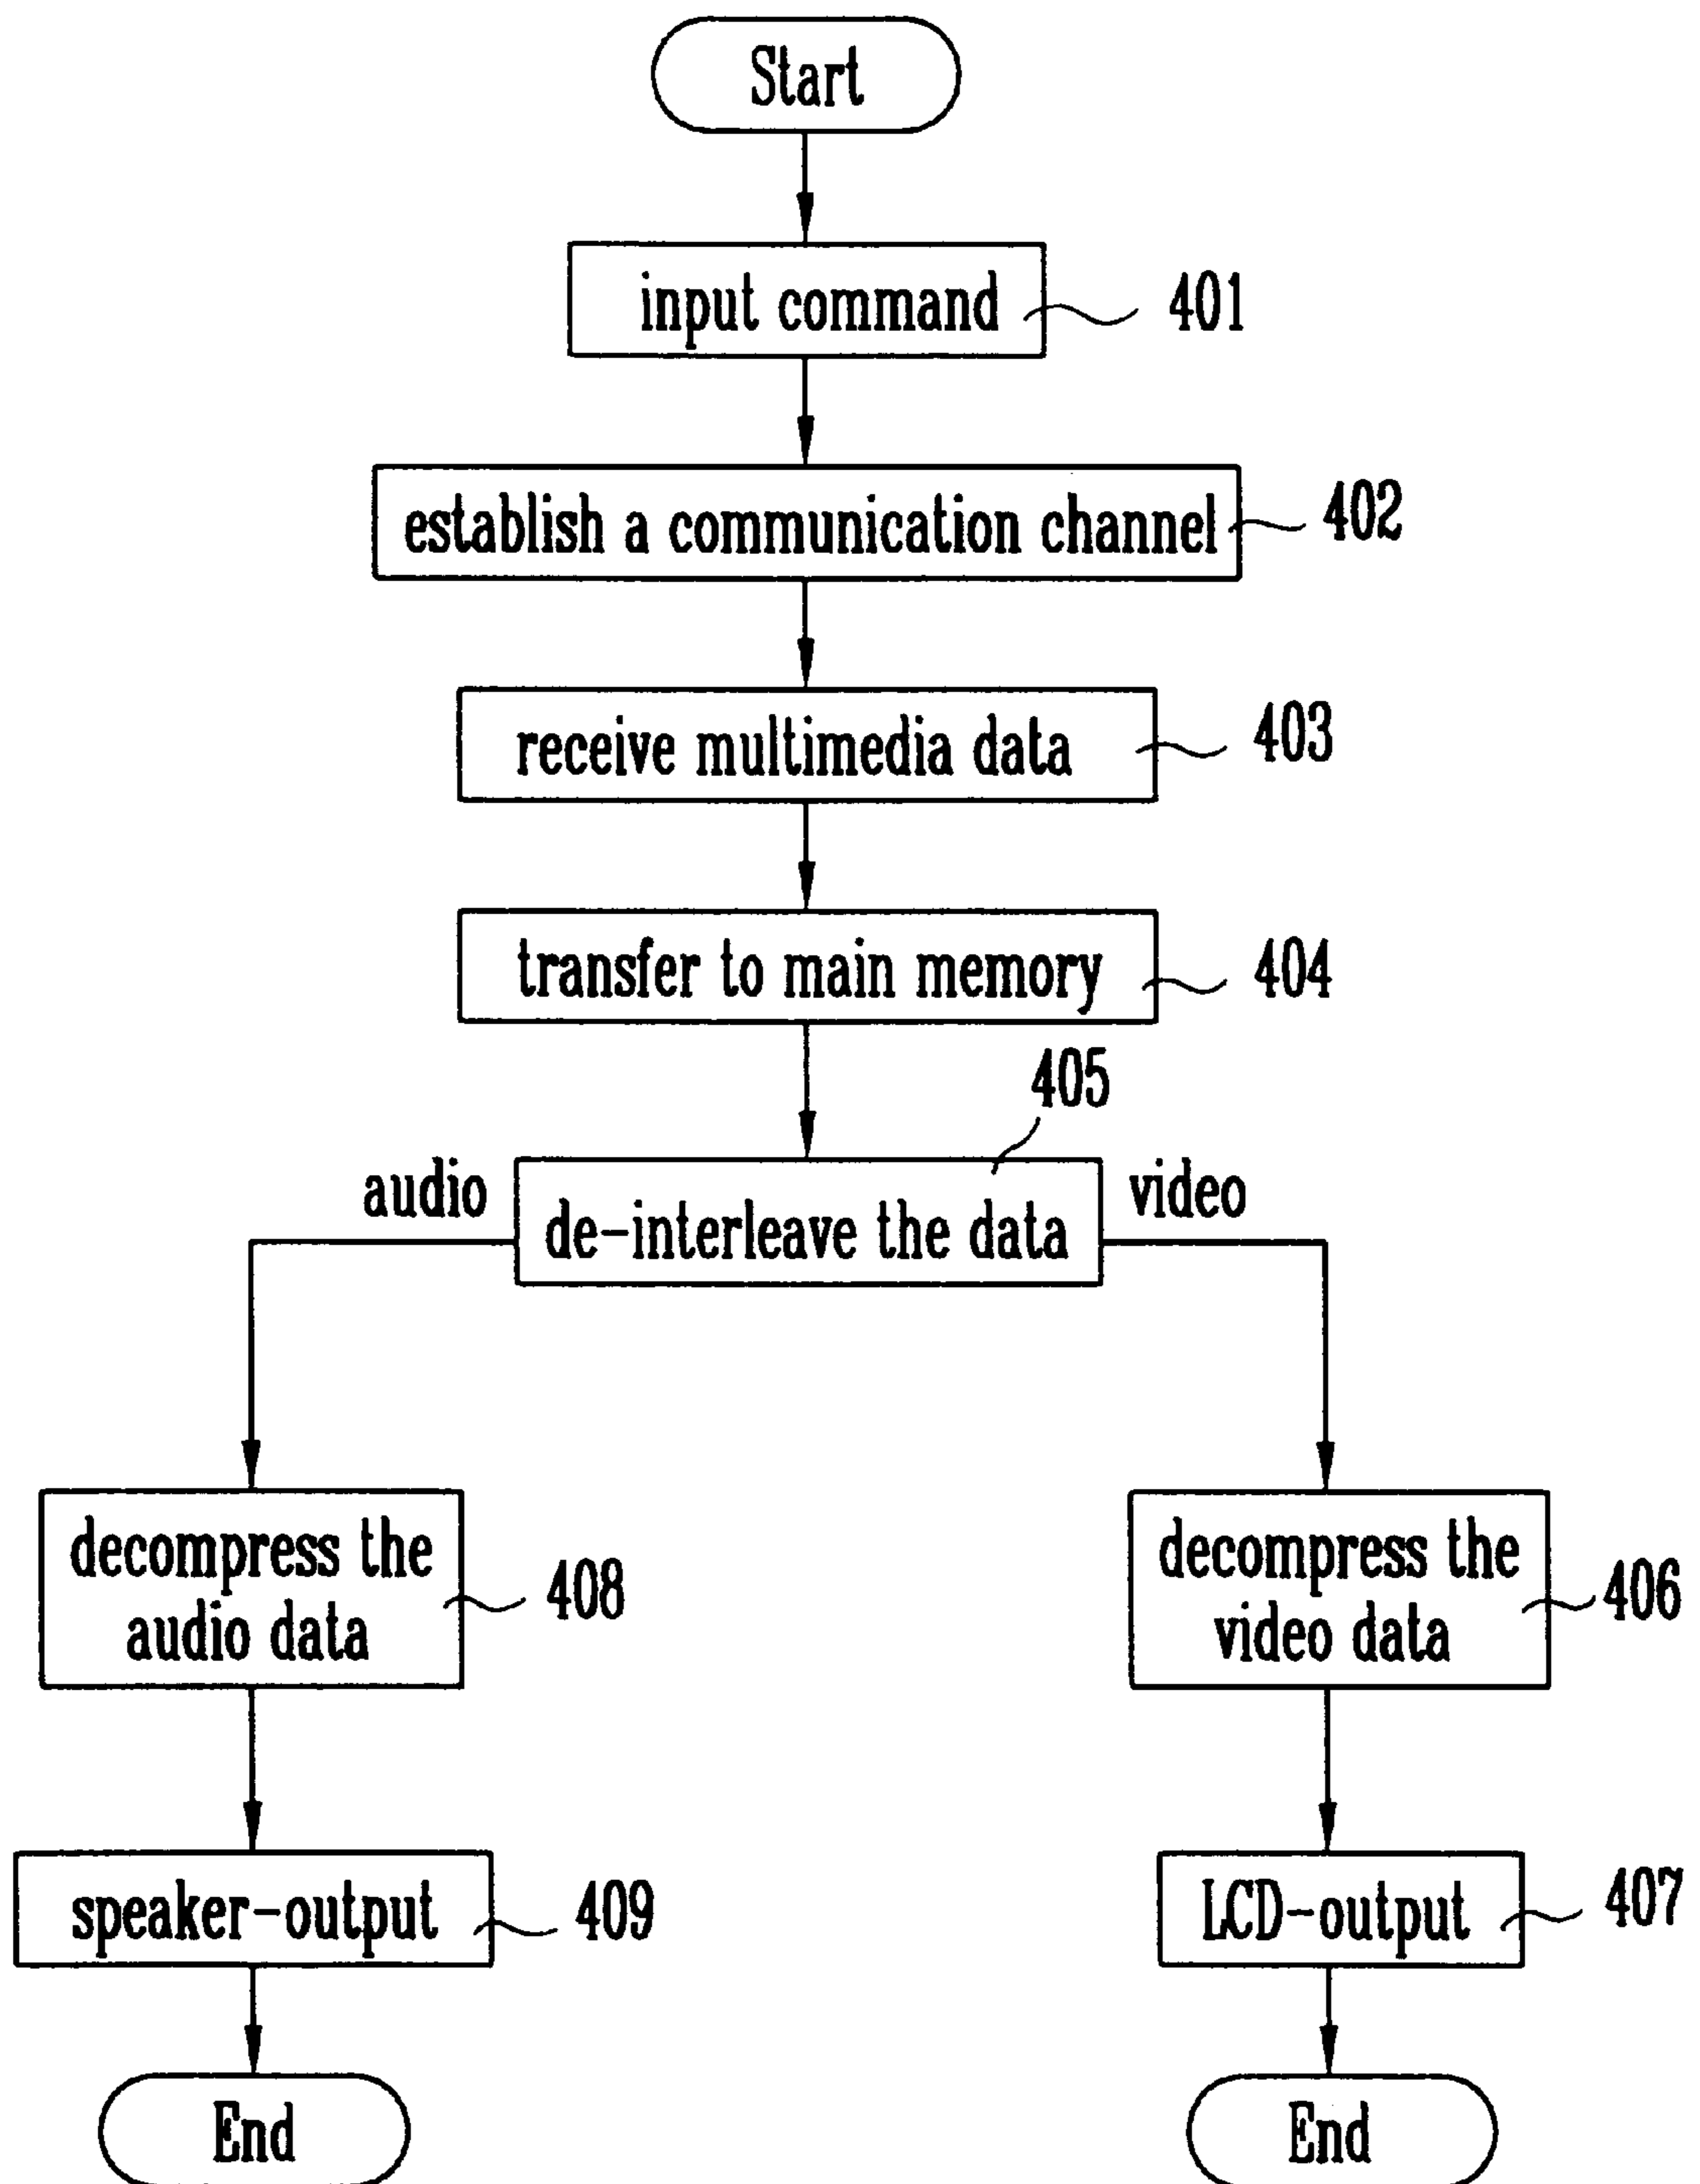 Start
input command 401
establish a communication channel 402
receive multimedia data 403
transfer to main memory 404
405
audio de-interleave the data video
decompress the
audio data
408
decompress the
video data
406
speaker-output 409
LCD-output 407
End
End